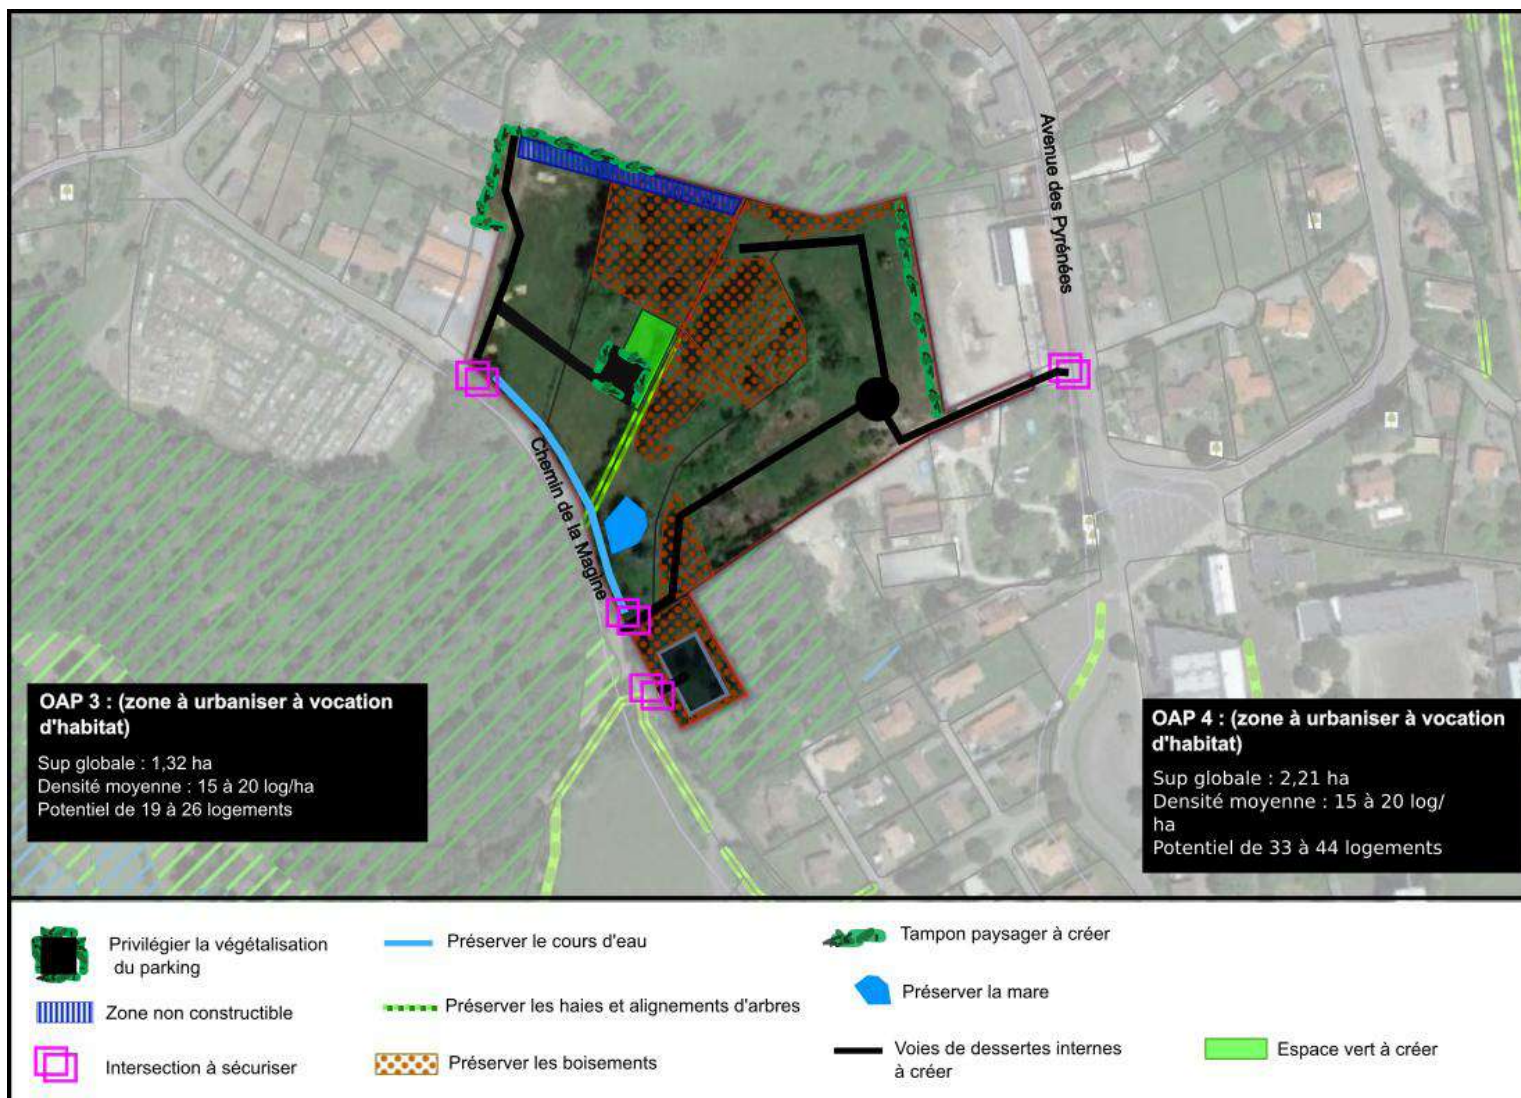 Avenue des Pyrénées
Chemin de la Magine
OAP 3 : (zone à urbaniser à vocation
d'habitat)
Sup globale : 1,32 ha
Densité moyenne : 15 à 20 log/ha
Potentiel de 19 à 26 logements
OAP 4 : (zone à urbaniser à vocation
d'habitat)
Sup globale : 2,21 ha
Densité moyenne : 15 à 20 log/
ha
Potentiel de 33 à 44 logements
Privilégier la végétalisation
du parking
Préserver le cours d'eau
Tampon paysager à créer
Zone non constructible
Préserver les haies et alignements d'arbres
Préserver la mare
Intersection à sécuriser
Préserver les boisements
Voies de dessertes internes
à créer
Espace vert à créer